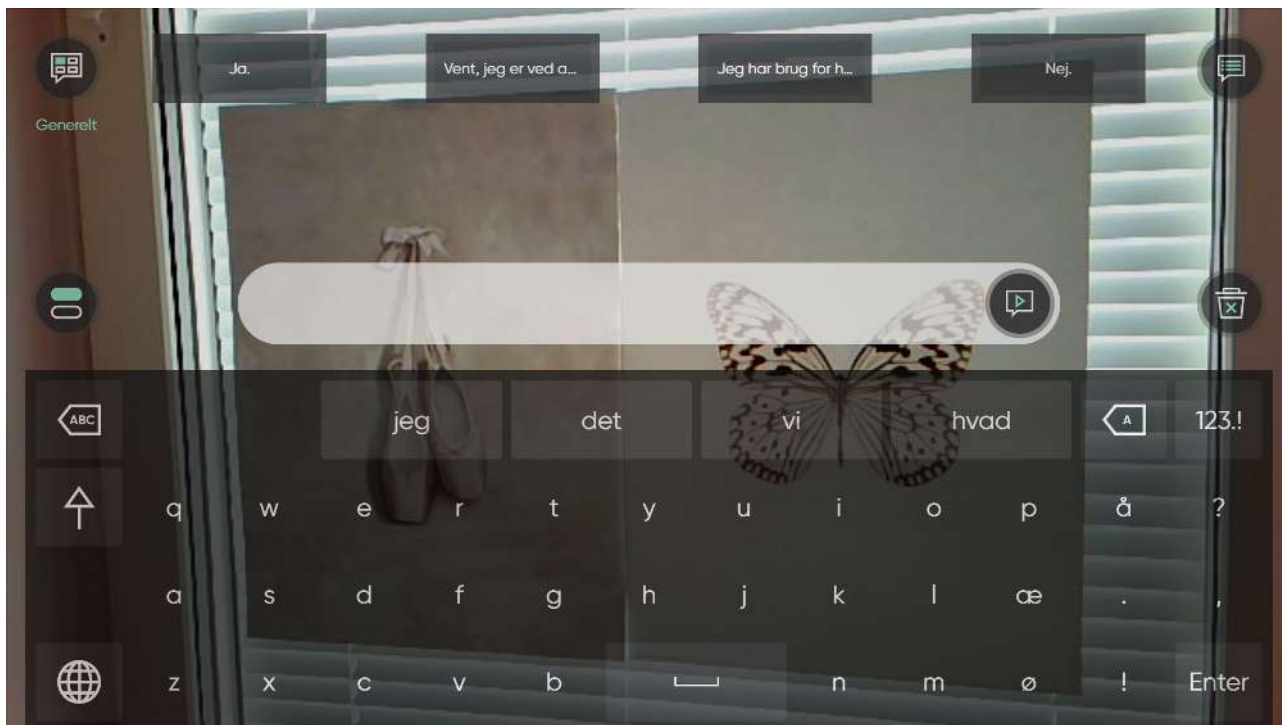 Ja. Vent, jeg er ved a... Jeg har brug for h... Nej.
Generelt
ABC jeg det vi hvad A 123.!
q w e r t y u i o p å ?
a s d f g h j k l æ . ,
z x c v b n m ø ! Enter